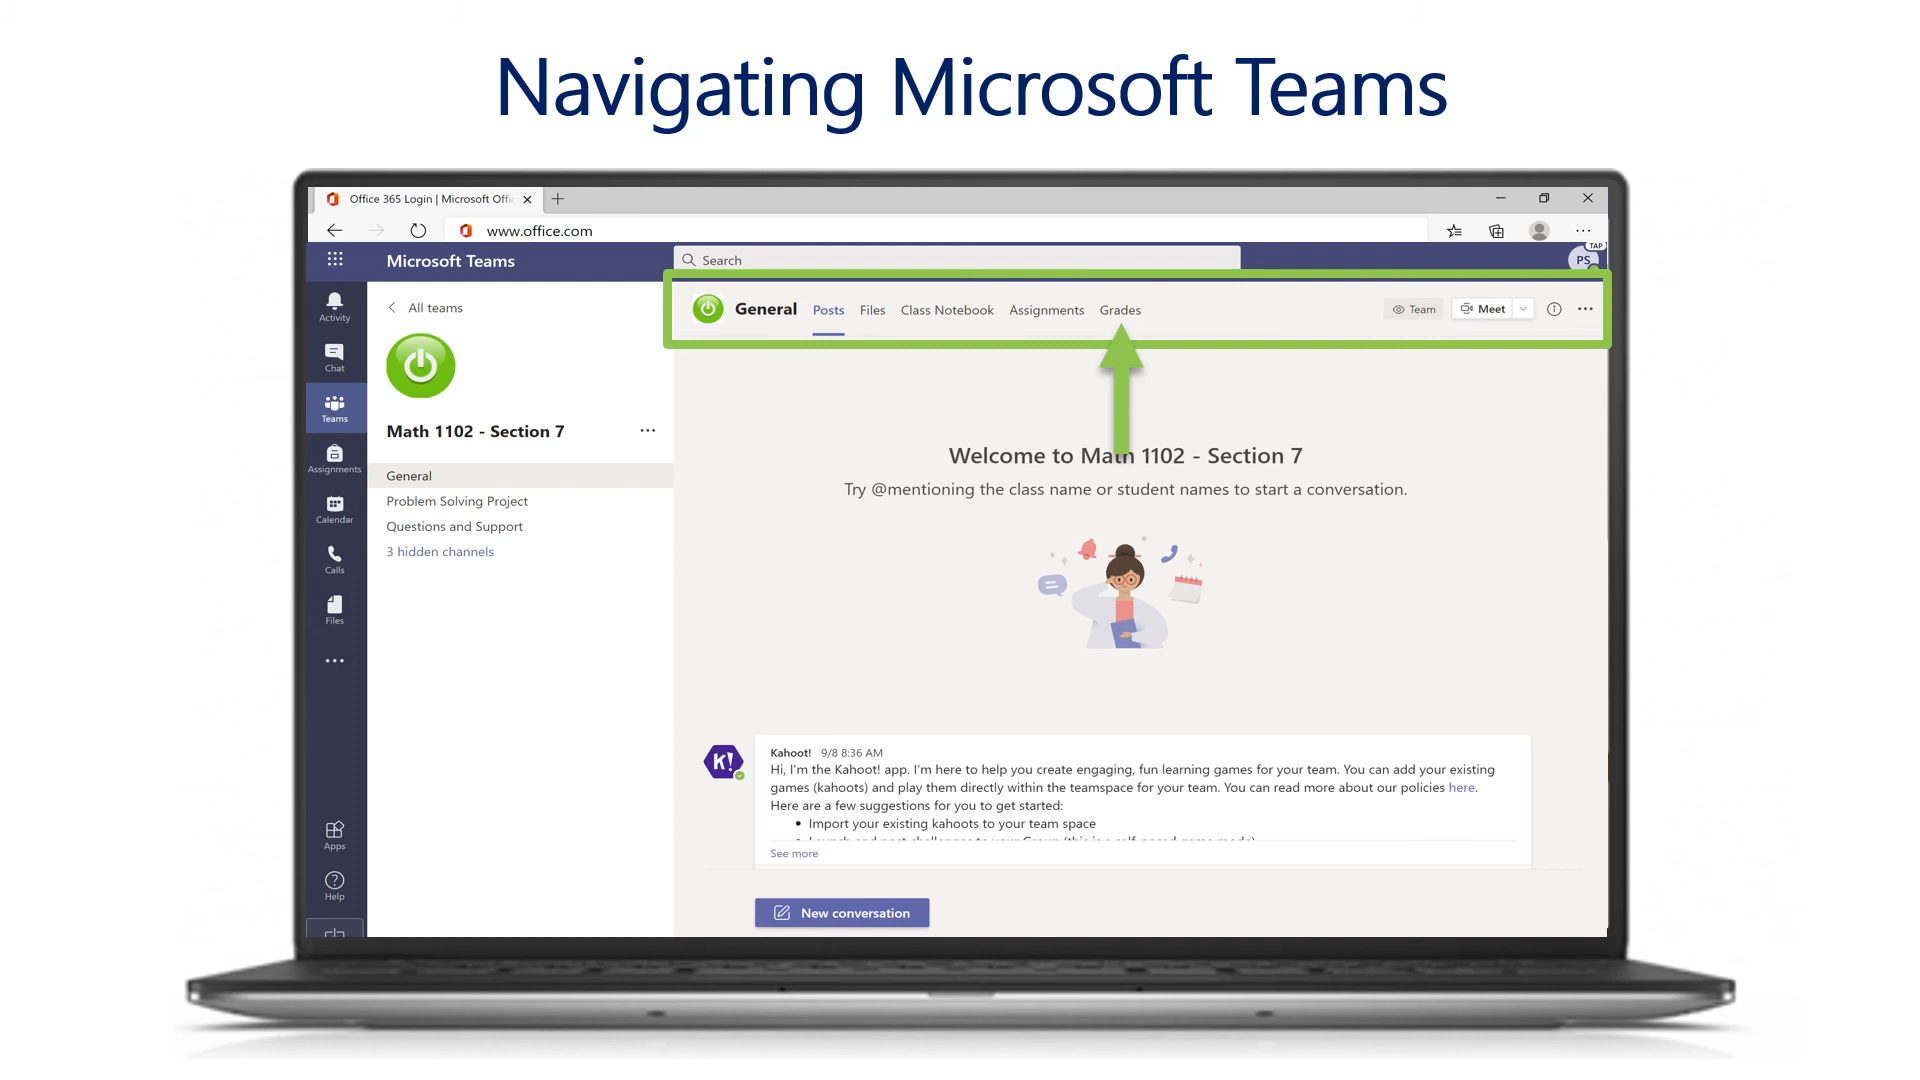 Navigating Microsoft Teams
Office 365 Login | Microsoft Offic
www.office.com
Microsoft Teams
Search
TAP
PS
Activity
Chat
Teams
Assignments
Calendar
Calls
Files
Apps
Help
All teams
Math 1102 - Section 7
General
Problem Solving Project
Questions and Support
3 hidden channels
General Posts Files Class Notebook Assignments Grades
Team Meet
Welcome to Math 1102 - Section 7
Try @mentioning the class name or student names to start a conversation.
K!
Kahoot! 9/8 8:36 AM
Hi, I'm the Kahoot! app. I'm here to help you create engaging, fun learning games for your team. You can add your existing
games (kahoots) and play them directly within the teamspace for your team. You can read more about our policies here.
Here are a few suggestions for you to get started:
• Import your existing kahoots to your team space
See more
New conversation